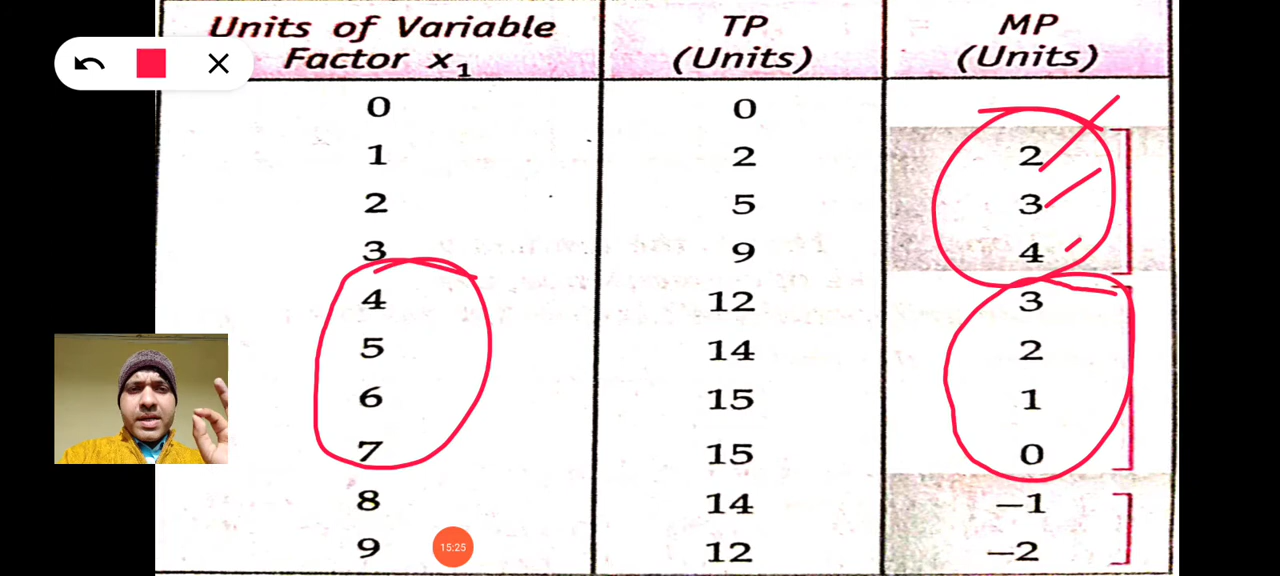 Units of Variable TP MP
Factor x₁ (Units) (Units)
0 0
1 2 2
2 5 3
3 9 4
4 12 3
5 14 2
6 15 1
7 15 0
8 14 –1
9 12 –2
15:25